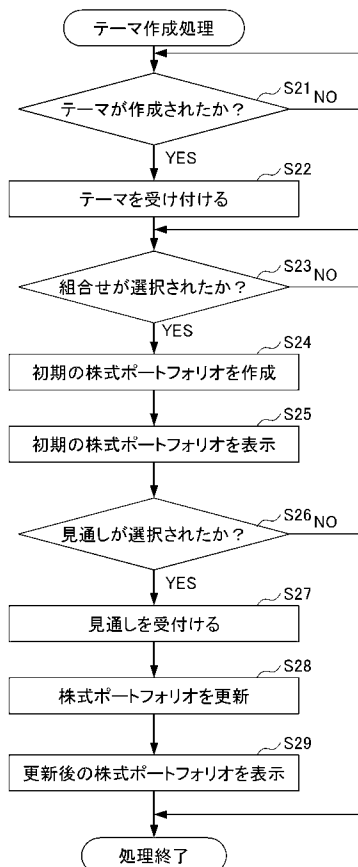 テーマ作成処理
S21
テーマが作成されたか？
NO
YES
S22
テーマを受け付ける
S23
組合せが選択されたか？
NO
YES
S24
初期の株式ポートフォリオを作成
S25
初期の株式ポートフォリオを表示
S26
見通しが選択されたか？
NO
YES
S27
見通しを受付ける
S28
株式ポートフォリオを更新
S29
更新後の株式ポートフォリオを表示
処理終了